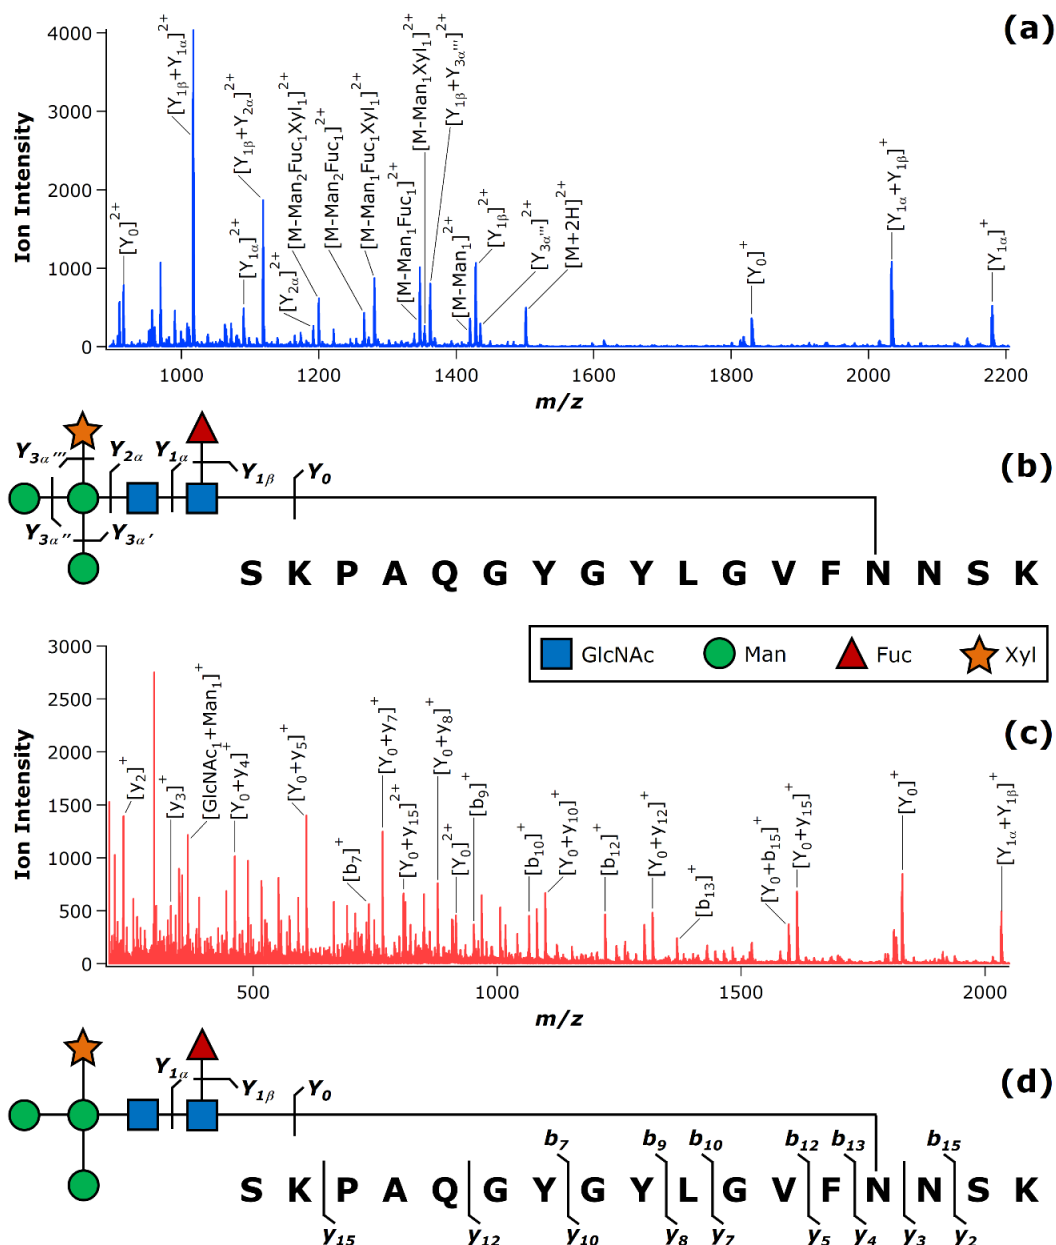 (a)
Ion Intensity
4000
3000
2000
1000
0
[Y0]2+
[Y1β+Y1α]2+
[Y1α]2+
[Y1β+Y2α]2+
[Y2α]2+
[M-Man2Fuc1Xyl1]2+
[M-Man2Fuc1]2+
[M-Man1Fuc1Xyl1]2+
[M-Man1Fuc1]2+
[M-Man1Xyl1]2+
[Y1β+Y3α''']2+
[M-Man1]2+
[Y1β]2+
[Y3α''']2+
[M+2H]2+
[Y0]+
[Y1α+Y1β]+
[Y1α]+
1000 1200 1400 1600 1800 2000 2200
m/z
(b)
Y3α''' Y2α Y1α Y1β Y0
Y3α'' Y3α'
S K P A Q G Y G Y L G V F N N S K
GlcNAc Man Fuc Xyl
(c)
Ion Intensity
3000
2500
2000
1500
1000
500
0
[y2]+
[y3]+
[GlcNAc1+Man1]+
[Y0+y4]+
[Y0+y5]+
[b7]+
[Y0+y7]+
[Y0+y15]2+
[Y0+y8]+
[Y0]2+
[b9]+
[b10]+
[Y0+y10]+
[b12]+
[Y0+y12]+
[b13]+
[Y0+b15]+
[Y0+y15]+
[Y0]+
[Y1α+Y1β]+
500 1000 1500 2000
m/z
(d)
Y1α Y1β Y0
b7 b9 b10 b12 b13 b15
S K P A Q G Y G Y L G V F N N S K
y15 y12 y10 y8 y7 y5 y4 y3 y2